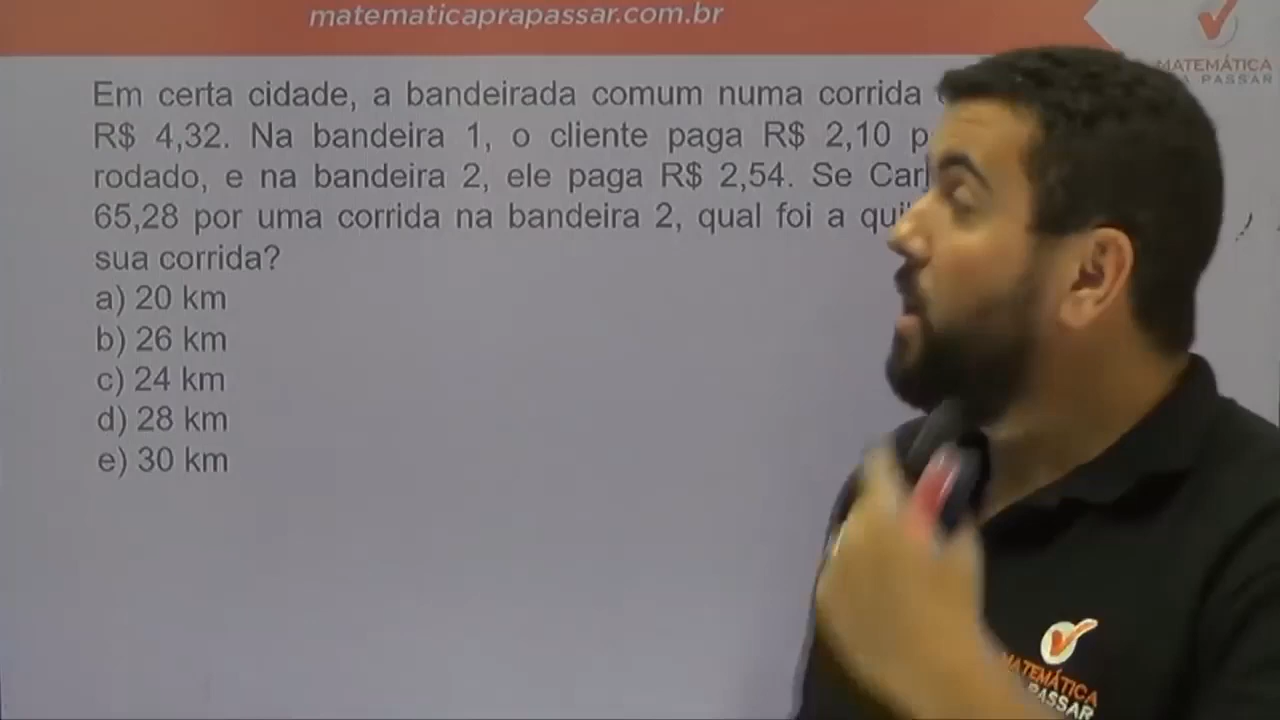 matematicaprapassar.com.br
MATEMÁTICA
PASSAR
Em certa cidade, a bandeirada comum numa corrida
R$ 4,32. Na bandeira 1, o cliente paga R$ 2,10
rodado, e na bandeira 2, ele paga R$ 2,54. Se
65,28 por uma corrida na bandeira 2, qual foi a
sua corrida?
a) 20 km
b) 26 km
c) 24 km
d) 28 km
e) 30 km
MATEMÁTICA
PASSAR